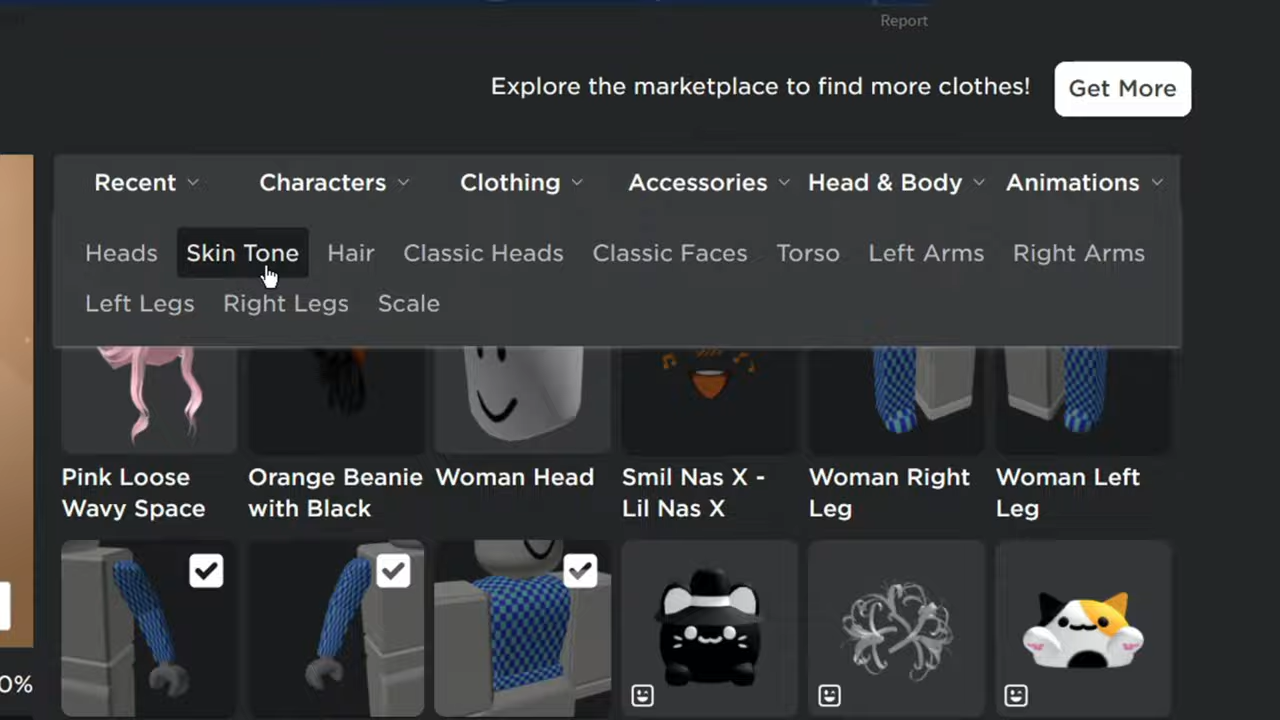 Report
Explore the marketplace to find more clothes!
Get More
Recent Characters Clothing Accessories Head & Body Animations
Heads Skin Tone Hair Classic Heads Classic Faces Torso Left Arms Right Arms
Left Legs Right Legs Scale
Pink Loose Orange Beanie Woman Head Smil Nas X - Woman Right Woman Left
Wavy Space with Black Lil Nas X Leg Leg
0%